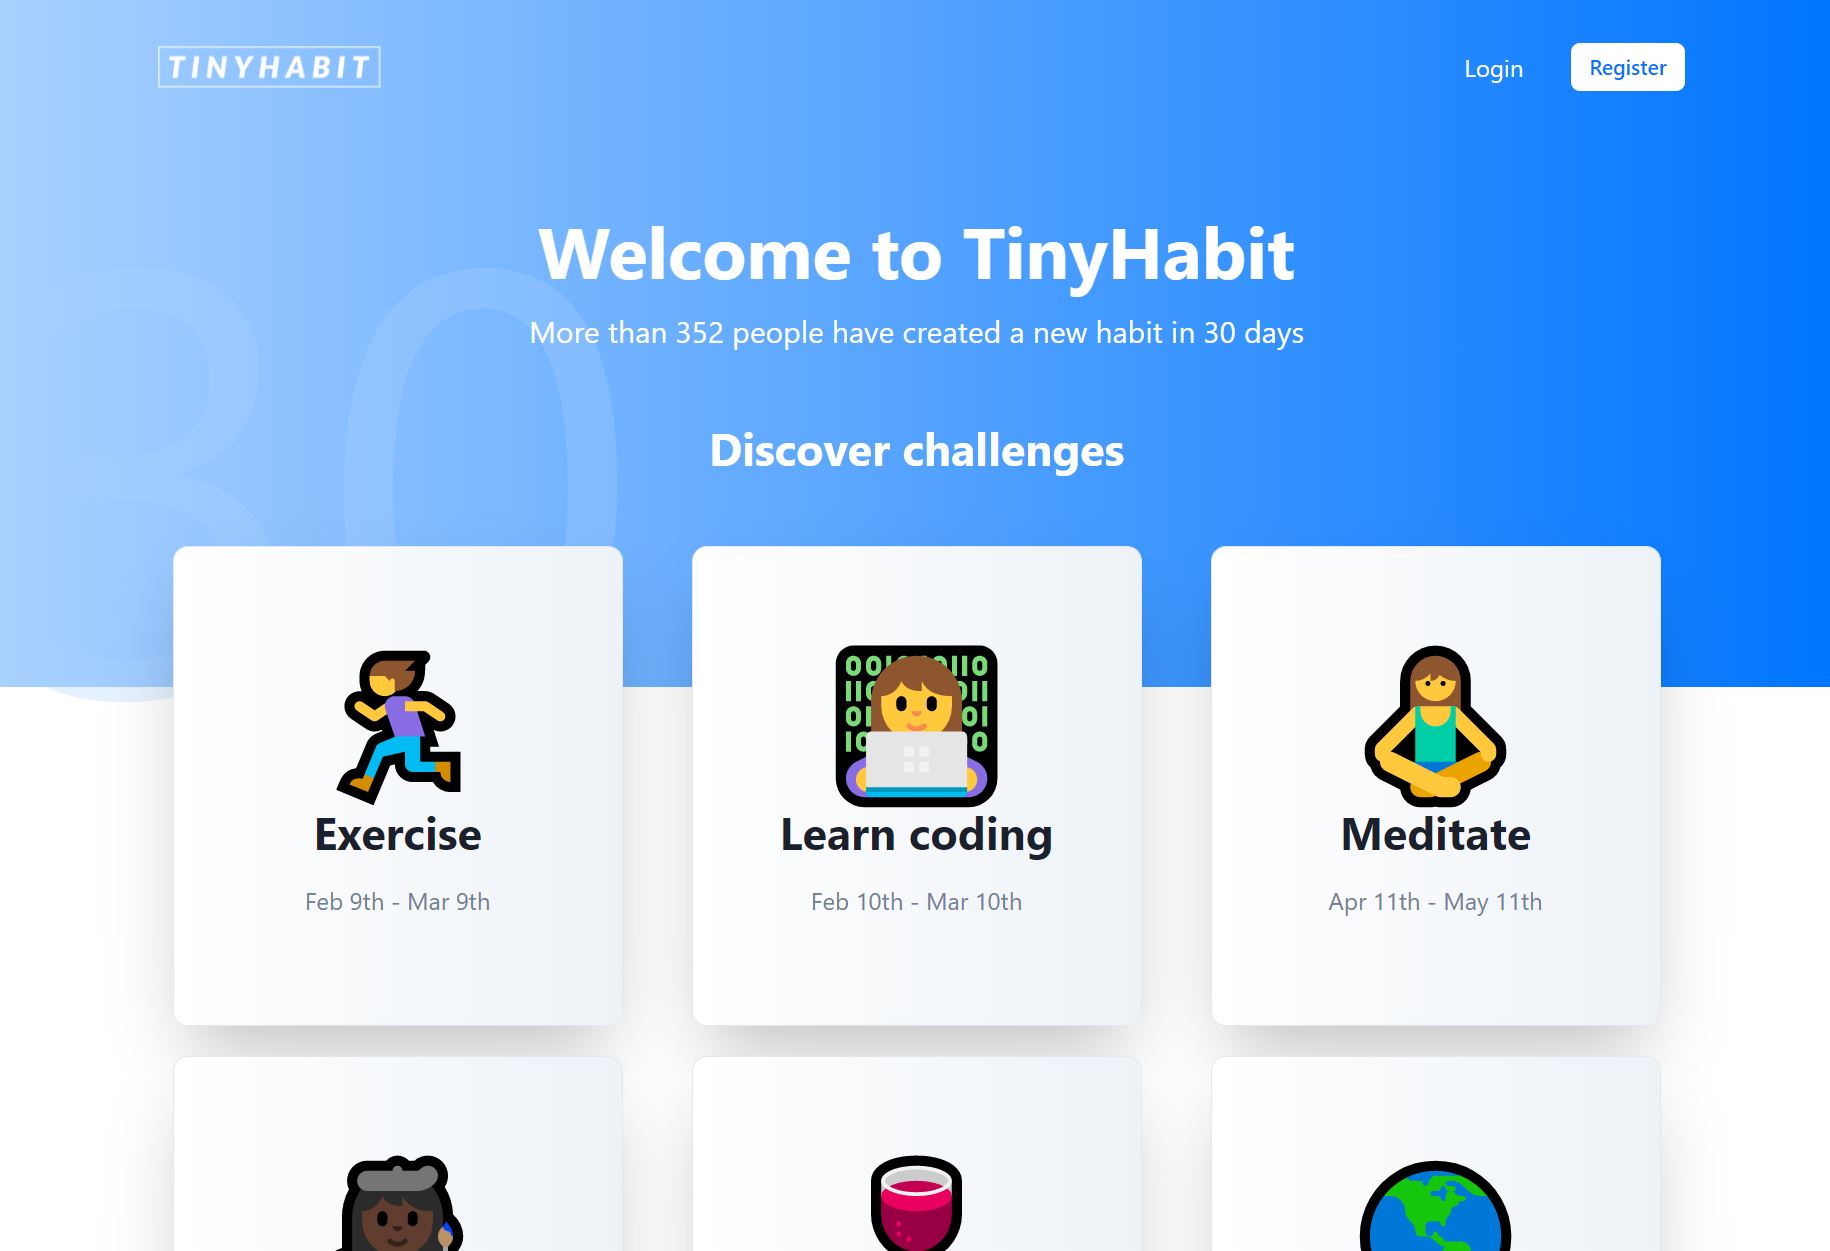 TINYHABIT
Login
Register
Welcome to TinyHabit
More than 352 people have created a new habit in 30 days
30
Discover challenges
Exercise
Feb 9th - Mar 9th
Learn coding
Feb 10th - Mar 10th
Meditate
Apr 11th - May 11th